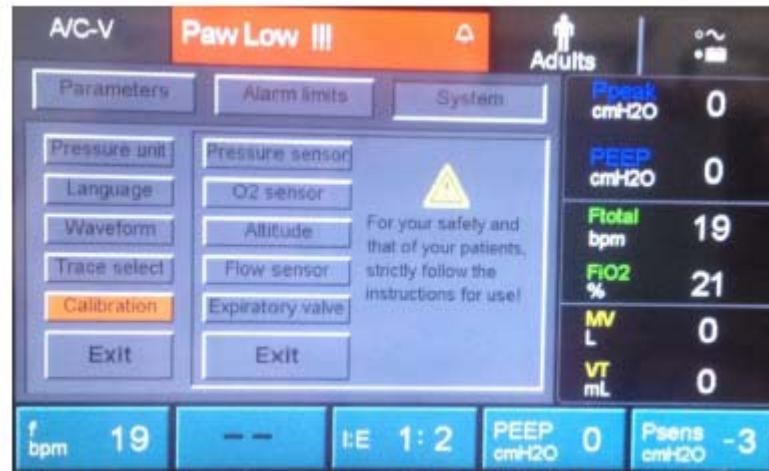 A/C-V
Paw Low !!!
Adults
Parameters
Alarm limits
System
Pressure unit
Language
Waveform
Trace select
Calibration
Exit
Pressure sensor
O2 sensor
Altitude
Flow sensor
Expiratory valve
Exit
For your safety and
that of your patients,
strictly follow the
instructions for use!
Ppeak 0
cmH2O
PEEP 0
cmH2O
Ftotal 19
bpm
FiO2 21
%
MV 0
L
VT 0
mL
f 19
bpm
--
I:E 1: 2
PEEP 0
cmH2O
Psens -3
cmH2O